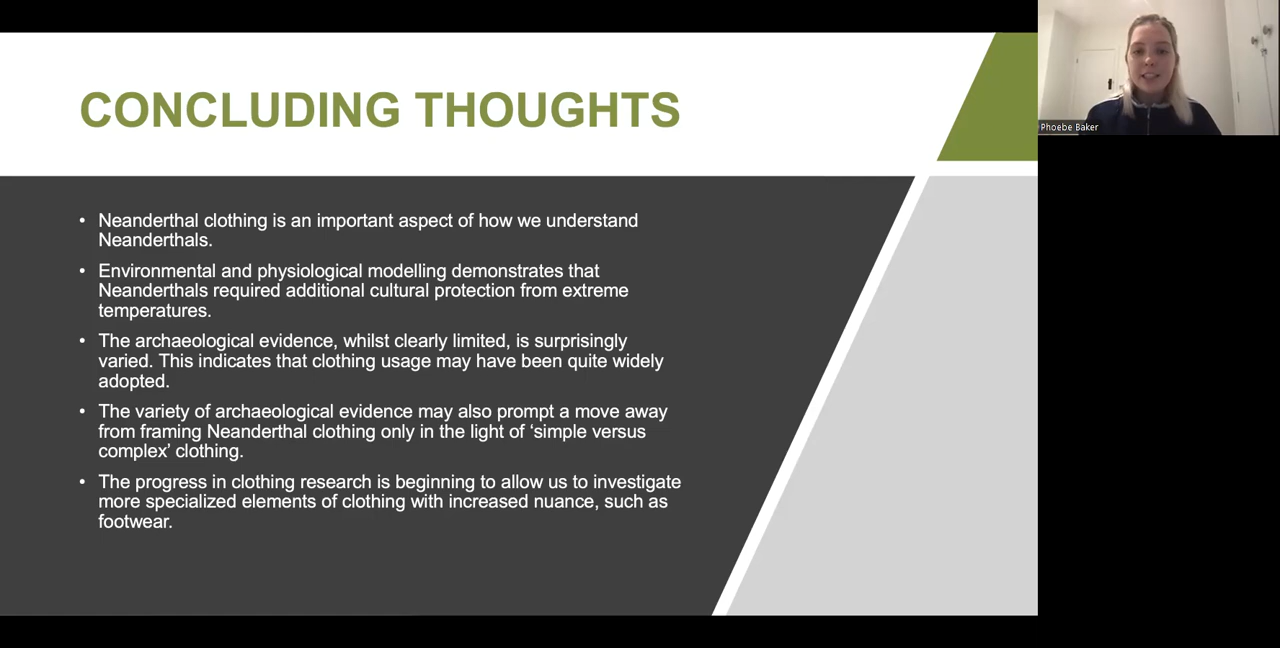 CONCLUDING THOUGHTS
• Neanderthal clothing is an important aspect of how we understand
Neanderthals.
• Environmental and physiological modelling demonstrates that
Neanderthals required additional cultural protection from extreme
temperatures.
• The archaeological evidence, whilst clearly limited, is surprisingly
varied. This indicates that clothing usage may have been quite widely
adopted.
• The variety of archaeological evidence may also prompt a move away
from framing Neanderthal clothing only in the light of ‘simple versus
complex’ clothing.
• The progress in clothing research is beginning to allow us to investigate
more specialized elements of clothing with increased nuance, such as
footwear.
Phoebe Baker